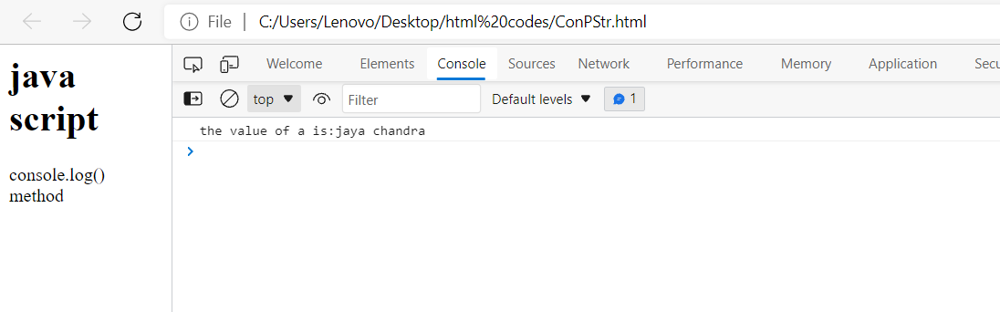 File | C:/Users/Lenovo/Desktop/html%20codes/ConPStr.html
java
script
console.log()
method
Welcome Elements Console Sources Network Performance Memory Application Secu
top Filter Default levels 1
the value of a is:jaya chandra